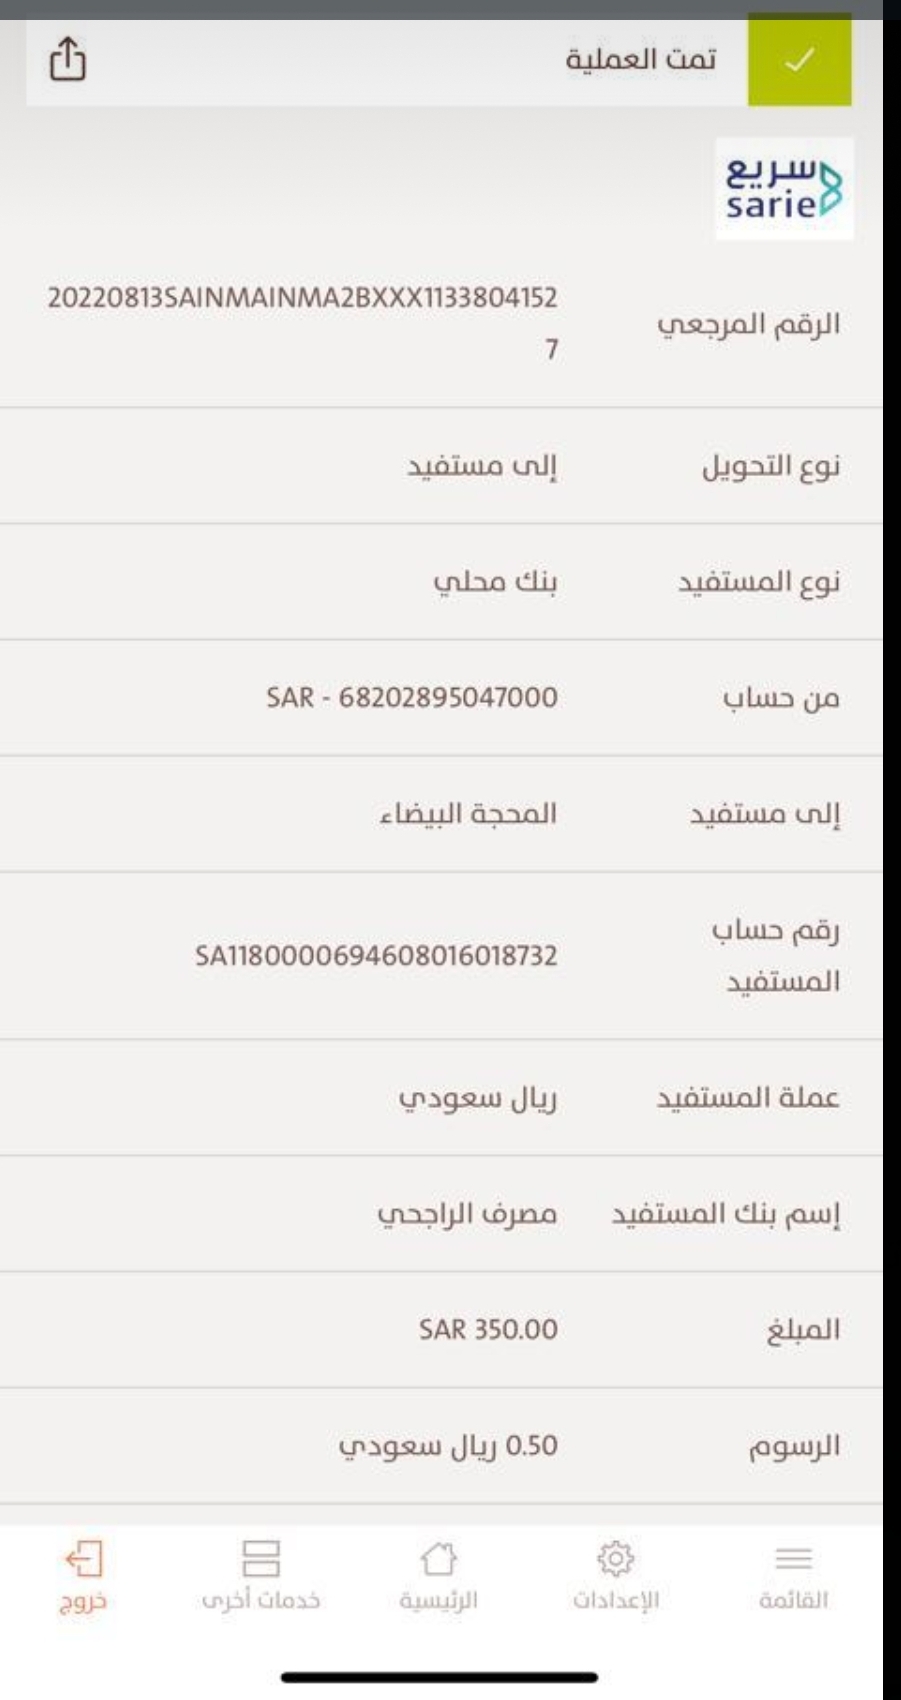 تمت العملية
سريع
sarie
الرقم المرجعي
20220813SAINMAINMA2BXXX1133804152
7
نوع التحويل
إلى مستفيد
نوع المستفيد
بنك محلي
من حساب
SAR - 68202895047000
إلى مستفيد
المحجة البيضاء
رقم حساب
المستفيد
SA1180000694608016018732
عملة المستفيد
ريال سعودي
إسم بنك المستفيد
مصرف الراجحي
المبلغ
SAR 350.00
الرسوم
0.50 ريال سعودي
القائمة
الإعدادات
الرئيسية
خدمات أخرى
خروج